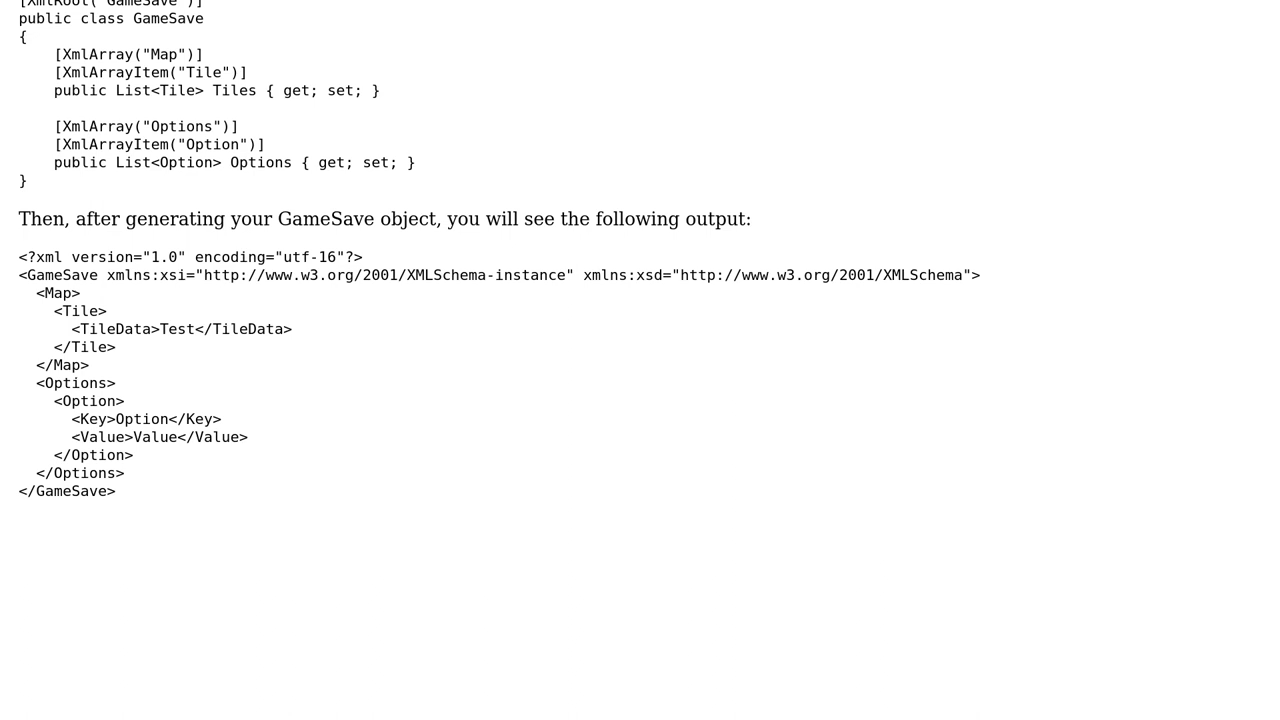 [XmlRoot("GameSave")]
public class GameSave
{
    [XmlArray("Map")]
    [XmlArrayItem("Tile")]
    public List<Tile> Tiles { get; set; }

    [XmlArray("Options")]
    [XmlArrayItem("Option")]
    public List<Option> Options { get; set; }
}
Then, after generating your GameSave object, you will see the following output:
<?xml version="1.0" encoding="utf-16"?>
<GameSave xmlns:xsi="http://www.w3.org/2001/XMLSchema-instance" xmlns:xsd="http://www.w3.org/2001/XMLSchema">
  <Map>
    <Tile>
      <TileData>Test</TileData>
    </Tile>
  </Map>
  <Options>
    <Option>
      <Key>Option</Key>
      <Value>Value</Value>
    </Option>
  </Options>
</GameSave>